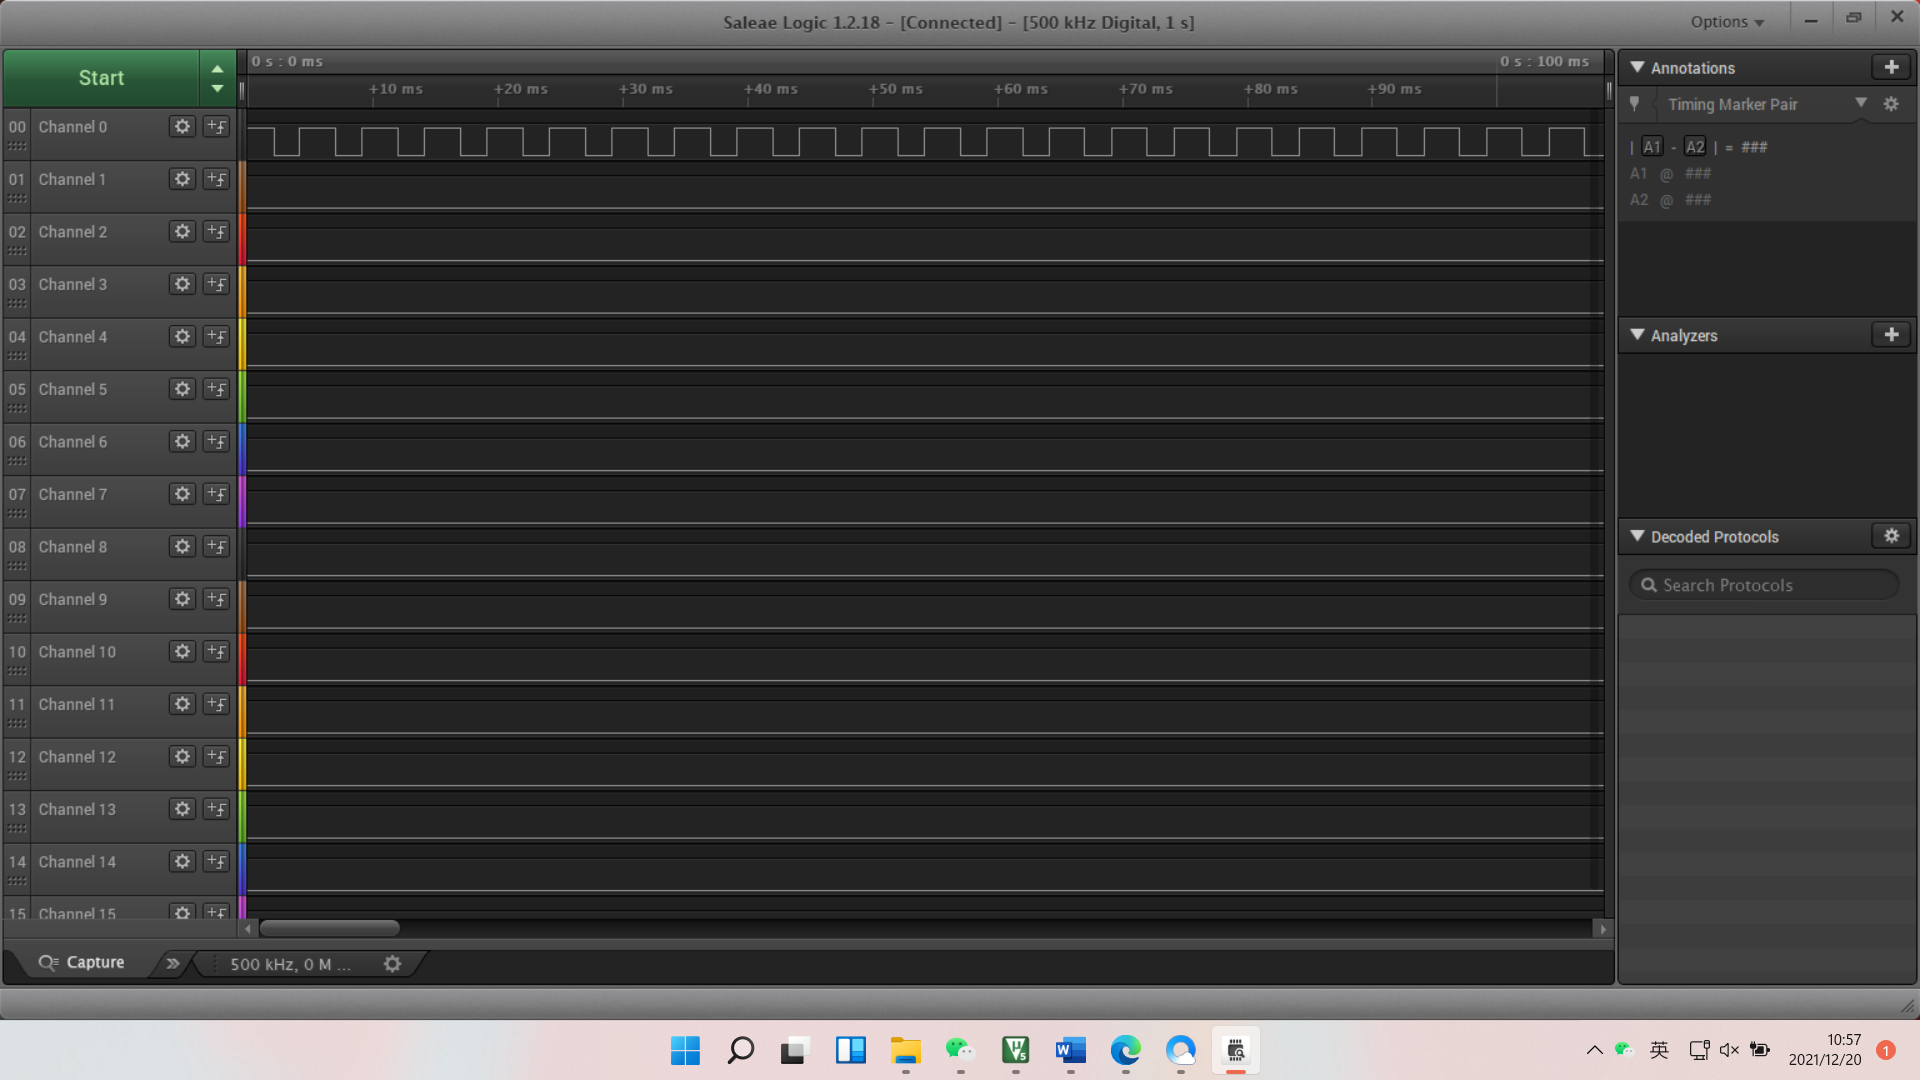 Saleae Logic 1.2.18 - [Connected] - [500 kHz Digital, 1 s]
Options
Start
0 s : 0 ms
0 s : 100 ms
+10 ms
+20 ms
+30 ms
+40 ms
+50 ms
+60 ms
+70 ms
+80 ms
+90 ms
00 Channel 0
01 Channel 1
02 Channel 2
03 Channel 3
04 Channel 4
05 Channel 5
06 Channel 6
07 Channel 7
08 Channel 8
09 Channel 9
10 Channel 10
11 Channel 11
12 Channel 12
13 Channel 13
14 Channel 14
15 Channel 15
Annotations
Timing Marker Pair
| A1 - A2 | = ###
A1 @ ###
A2 @ ###
Analyzers
Decoded Protocols
Search Protocols
Capture
500 kHz, 0 M ...
英
10:57
2021/12/20
1